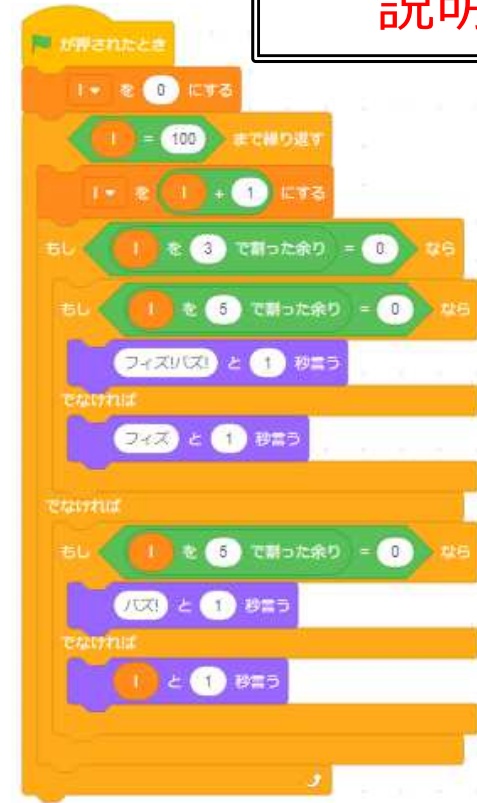 説明
が押されたとき
I ▼ を 0 にする
I = 100 まで繰り返す
I ▼ を I + 1 にする
もし I を 3 で割った余り = 0 なら
もし I を 5 で割った余り = 0 なら
フィズ!バズ! と 1 秒言う
でなければ
フィズ と 1 秒言う
でなければ
もし I を 5 で割った余り = 0 なら
バズ! と 1 秒言う
でなければ
I と 1 秒言う